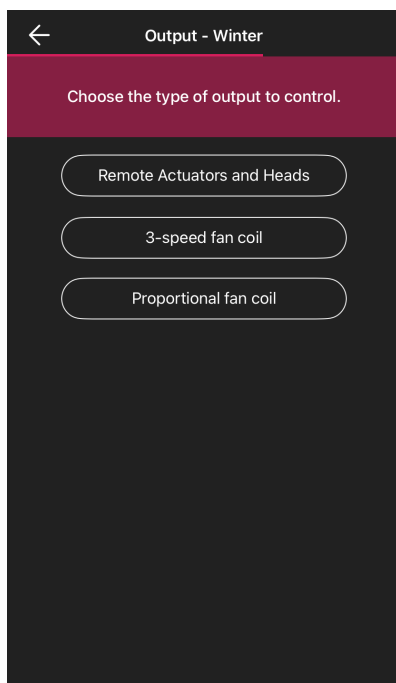 Output - Winter
Choose the type of output to control.
Remote Actuators and Heads
3-speed fan coil
Proportional fan coil